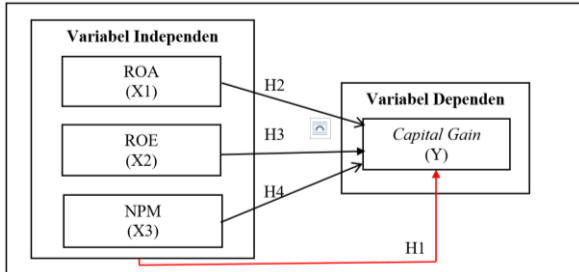 Variabel Independen
ROA
(X1)
H2
Variabel Dependen
ROE
(X2)
H3
Capital Gain
(Y)
H4
NPM
(X3)
H1